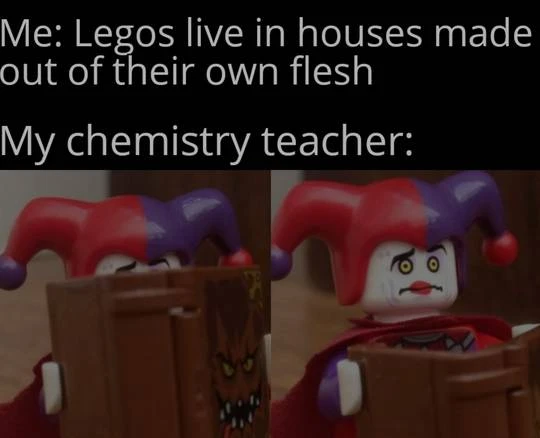 Me: Legos live in houses made
out of their own flesh
My chemistry teacher: